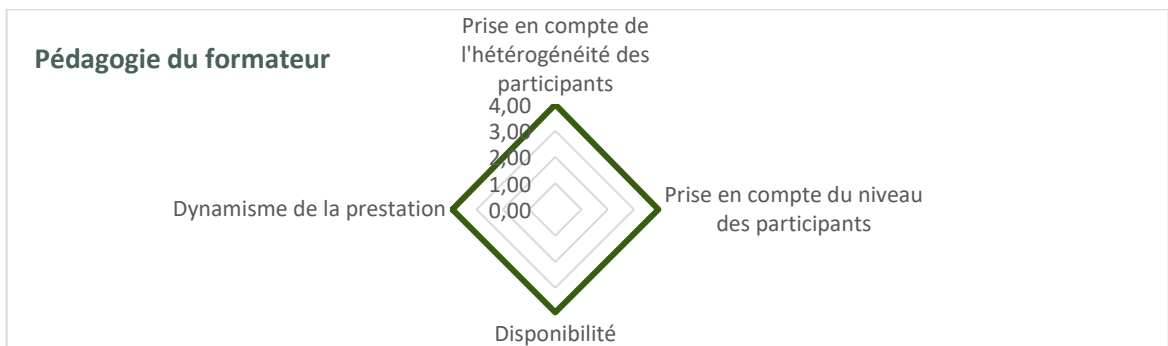 Pédagogie du formateur
Prise en compte de
l'hétérogénéité des
participants
4,00
3,00
2,00
1,00
0,00
Dynamisme de la prestation
Prise en compte du niveau
des participants
Disponibilité